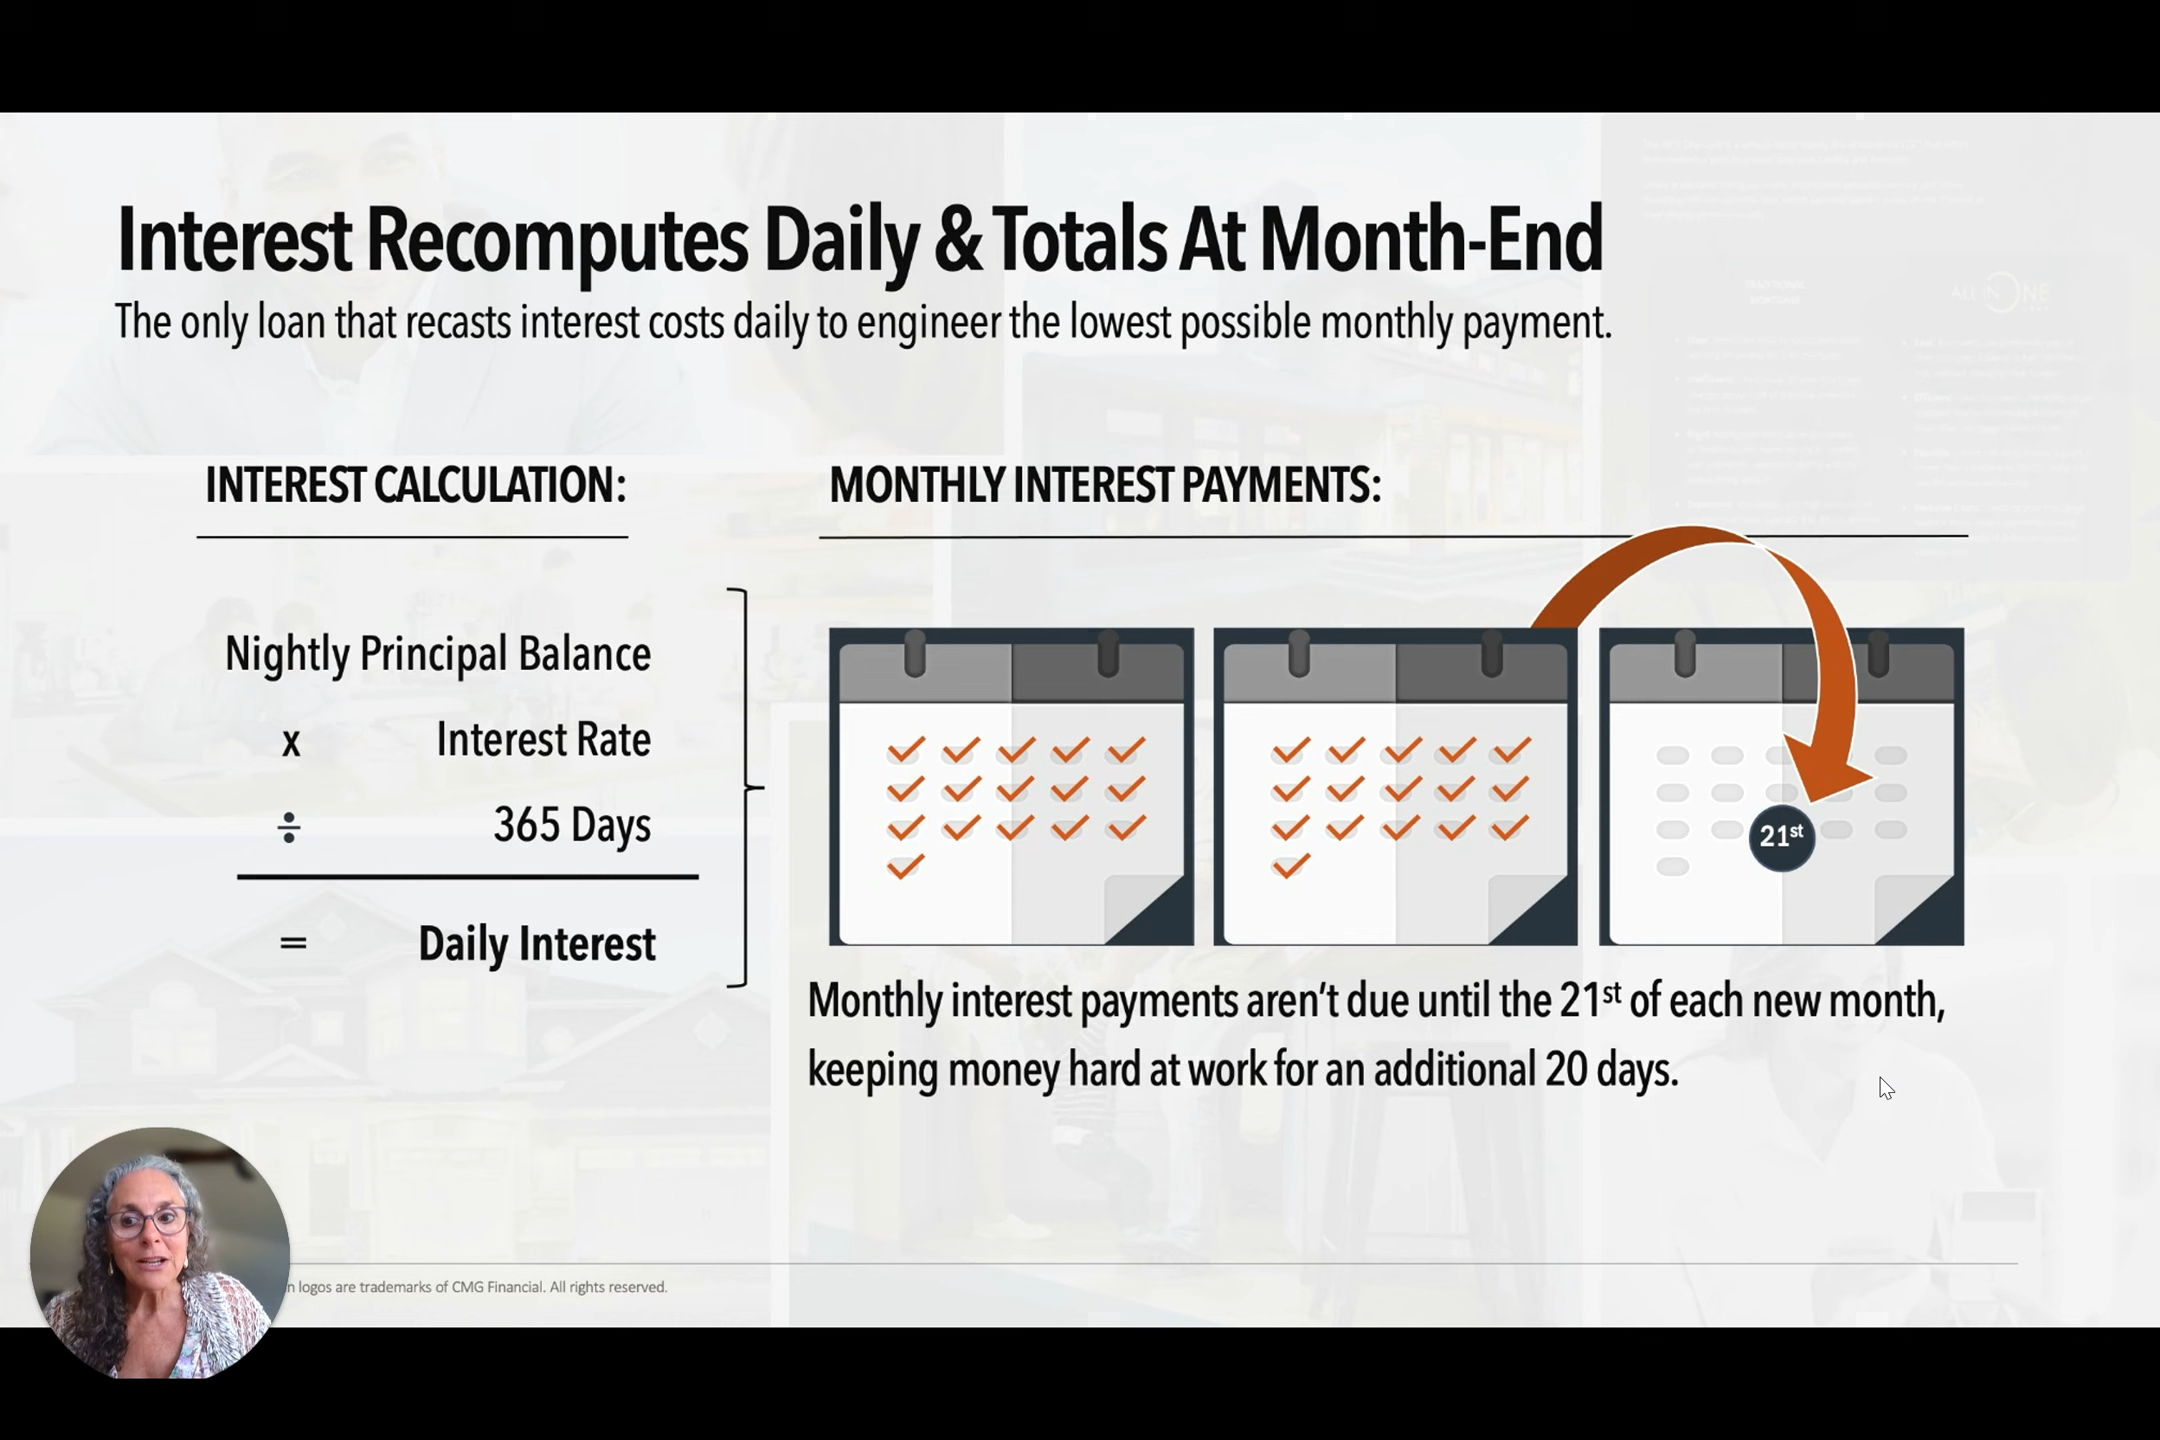 Interest Recomputes Daily & Totals At Month-End
The only loan that recasts interest costs daily to engineer the lowest possible monthly payment.
INTEREST CALCULATION:
Nightly Principal Balance
x Interest Rate
÷ 365 Days
= Daily Interest
MONTHLY INTEREST PAYMENTS:
21st
Monthly interest payments aren't due until the 21st of each new month,
keeping money hard at work for an additional 20 days.
logos are trademarks of CMG Financial. All rights reserved.